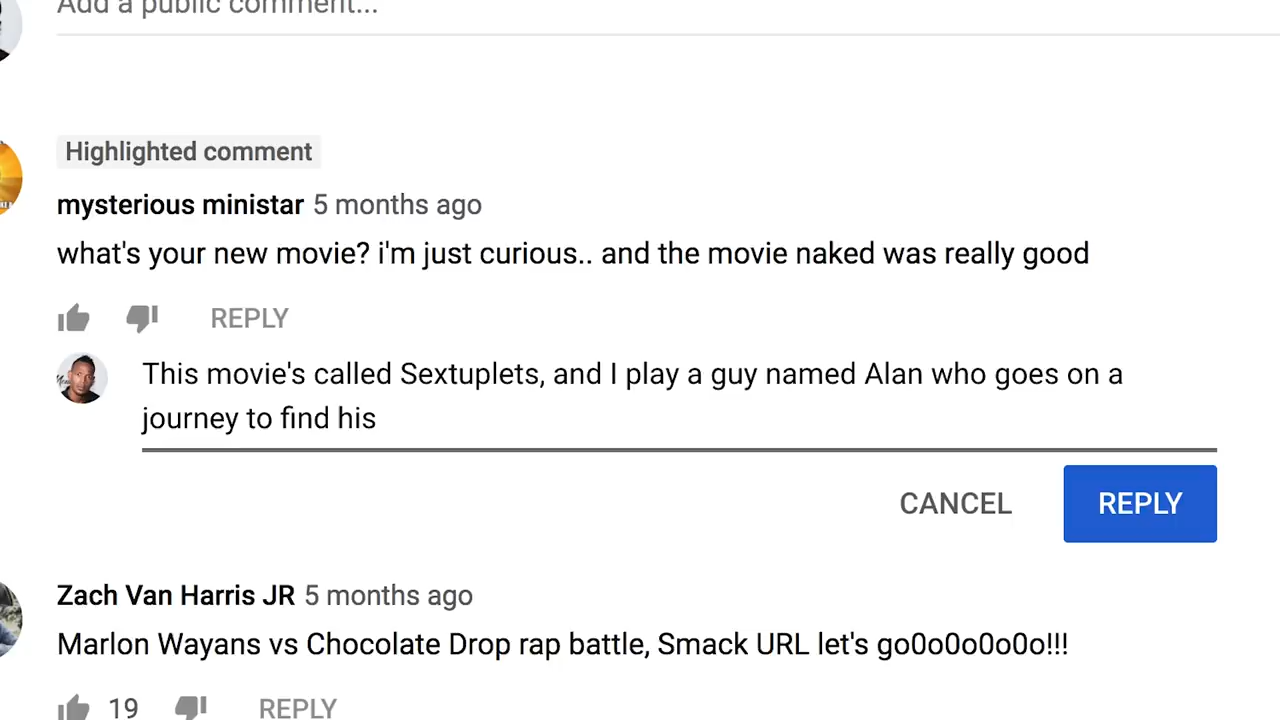 Add a public comment...
Highlighted comment
mysterious ministar 5 months ago
what's your new movie? i'm just curious.. and the movie naked was really good
REPLY
This movie's called Sextuplets, and I play a guy named Alan who goes on a
journey to find his
CANCEL REPLY
Zach Van Harris JR 5 months ago
Marlon Wayans vs Chocolate Drop rap battle, Smack URL let's go0o0o0o0o!!!
19 REPLY